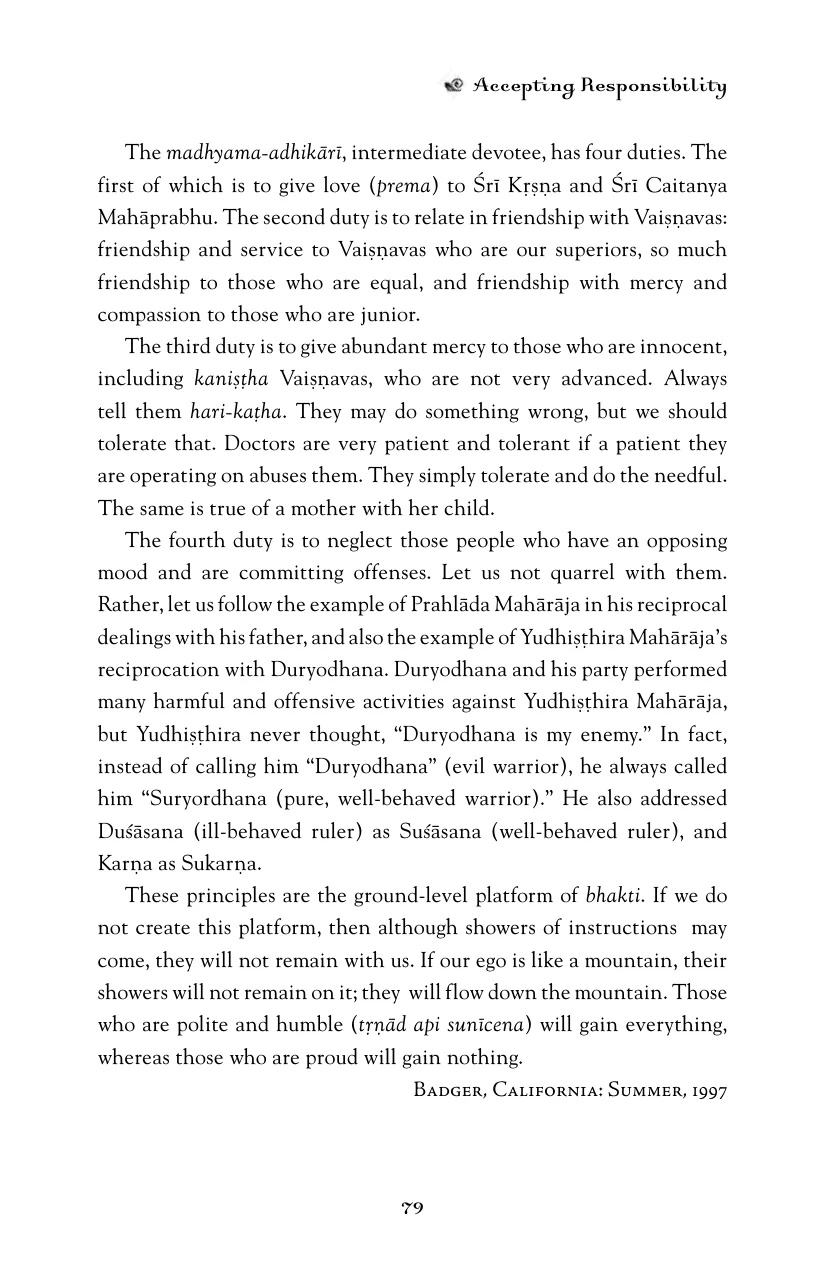 Accepting Responsibility
The madhyama-adhikārī, intermediate devotee, has four duties. The
first of which is to give love (prema) to Śrī Kṛṣṇa and Śrī Caitanya
Mahāprabhu. The second duty is to relate in friendship with Vaiṣṇavas:
friendship and service to Vaiṣṇavas who are our superiors, so much
friendship to those who are equal, and friendship with mercy and
compassion to those who are junior.
The third duty is to give abundant mercy to those who are innocent,
including kaniṣṭha Vaiṣṇavas, who are not very advanced. Always
tell them hari-kaṭha. They may do something wrong, but we should
tolerate that. Doctors are very patient and tolerant if a patient they
are operating on abuses them. They simply tolerate and do the needful.
The same is true of a mother with her child.
The fourth duty is to neglect those people who have an opposing
mood and are committing offenses. Let us not quarrel with them.
Rather, let us follow the example of Prahlāda Mahārāja in his reciprocal
dealings with his father, and also the example of Yudhiṣṭhira Mahārāja’s
reciprocation with Duryodhana. Duryodhana and his party performed
many harmful and offensive activities against Yudhiṣṭhira Mahārāja,
but Yudhiṣṭhira never thought, “Duryodhana is my enemy.” In fact,
instead of calling him “Duryodhana” (evil warrior), he always called
him “Suryordhana (pure, well-behaved warrior).” He also addressed
Duśāsana (ill-behaved ruler) as Suśāsana (well-behaved ruler), and
Karṇa as Sukarṇa.
These principles are the ground-level platform of bhakti. If we do
not create this platform, then although showers of instructions may
come, they will not remain with us. If our ego is like a mountain, their
showers will not remain on it; they will flow down the mountain. Those
who are polite and humble (tṛṇād api sunīcena) will gain everything,
whereas those who are proud will gain nothing.
Badger, California: Summer, 1997
79